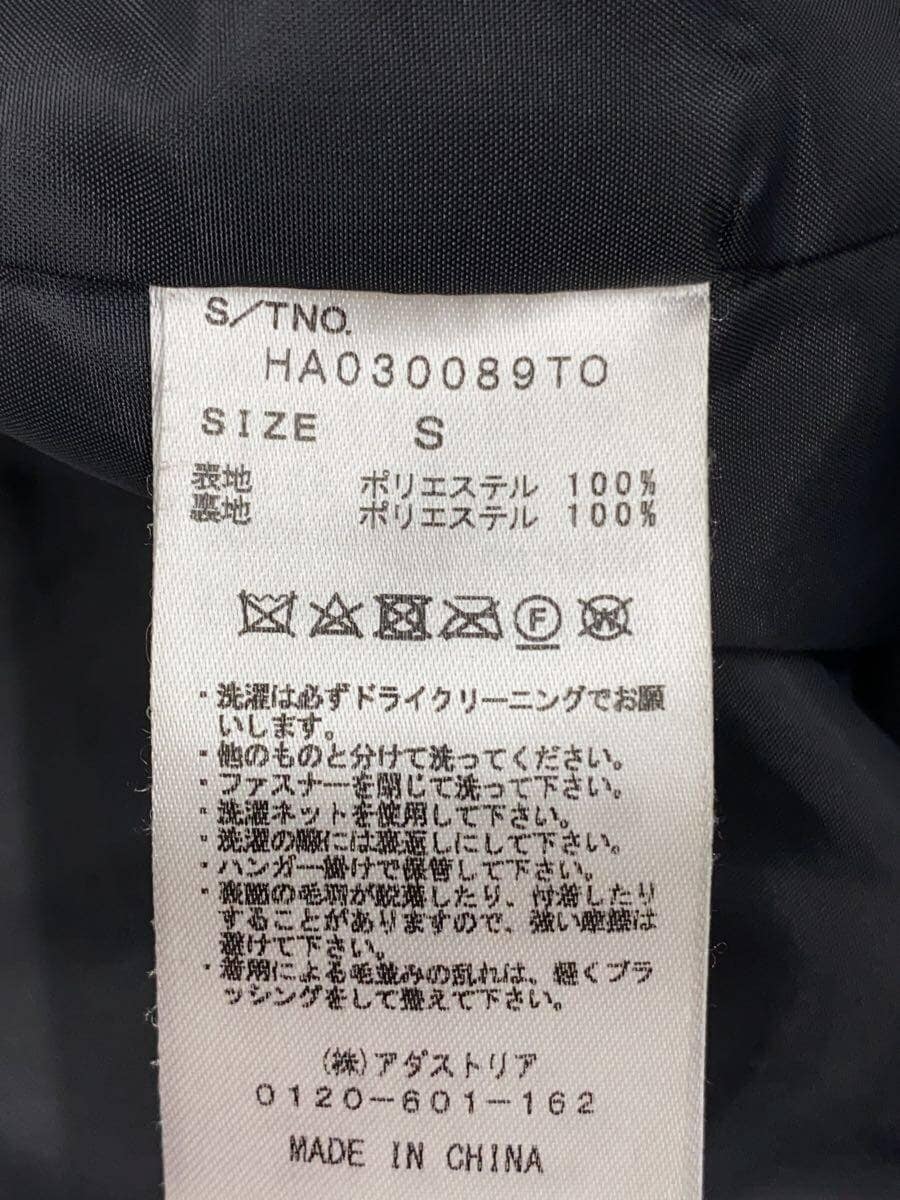 S/TNO.
HA030089TO
SIZE S
表地 ポリエステル 100%
裏地 ポリエステル 100%
F
W
・洗濯は必ずドライクリーニングでお願
いします。
・他のものと分けて洗ってください。
・ファスナーを閉じて洗って下さい。
・洗濯ネットを使用して下さい。
・洗濯の際には裏返しにして下さい。
・ハンガー掛けで保管して下さい。
・表面の毛羽が脱落したり、付着したり
することがありますので、強い摩擦は
避けて下さい。
・着用による毛並みの乱れは、軽くブラ
ッシングをして整えて下さい。
(株)アダストリア
0120-601-162
MADE IN CHINA